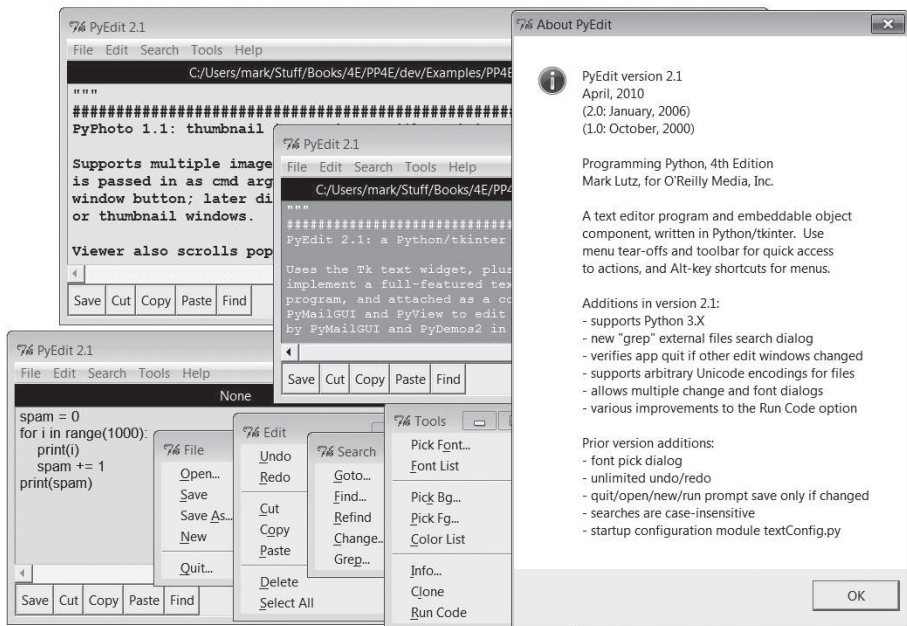 PyEdit 2.1
File Edit Search Tools Help
C:/Users/mark/Stuff/Books/4E/PP4E/dev/Examples/PP4E
"""
PyPhoto 1.1: thumbnail
Supports multiple image
is passed in as cmd arg
window button; later di
or thumbnail windows.
Viewer also scrolls pop
Save Cut Copy Paste Find
PyEdit 2.1
File Edit Search Tools Help
C:/Users/mark/Stuff/Books/4E/PP4
"""
PyEdit 2.1: a Python/tkinter
Uses the Tk text widget, plus
implement a full-featured tex
program, and attached as a co
PyMailGUI and PyView to edit
by PyMailGUI and PyDemos2 in
Save Cut Copy Paste Find
PyEdit 2.1
File Edit Search Tools Help
None
spam = 0
for i in range(1000):
print(i)
spam += 1
print(spam)
Save Cut Copy Paste Find
File
Open...
Save
Save As...
New
Quit...
Edit
Undo
Redo
Cut
Copy
Paste
Delete
Select All
Search
Goto...
Find...
Refind
Change..
Grep...
Tools
Pick Font...
Font List
Pick Bg...
Pick Fg...
Color List
Info...
Clone
Run Code
About PyEdit
PyEdit version 2.1
April, 2010
(2.0: January, 2006)
(1.0: October, 2000)
Programming Python, 4th Edition
Mark Lutz, for O'Reilly Media, Inc.
A text editor program and embeddable object
component, written in Python/tkinter. Use
menu tear-offs and toolbar for quick access
to actions, and Alt-key shortcuts for menus.
Additions in version 2.1:
- supports Python 3.X
- new "grep" external files search dialog
- verifies app quit if other edit windows changed
- supports arbitrary Unicode encodings for files
- allows multiple change and font dialogs
- various improvements to the Run Code option
Prior version additions:
- font pick dialog
- unlimited undo/redo
- quit/open/new/run prompt save only if changed
- searches are case-insensitive
- startup configuration module textConfig.py
OK